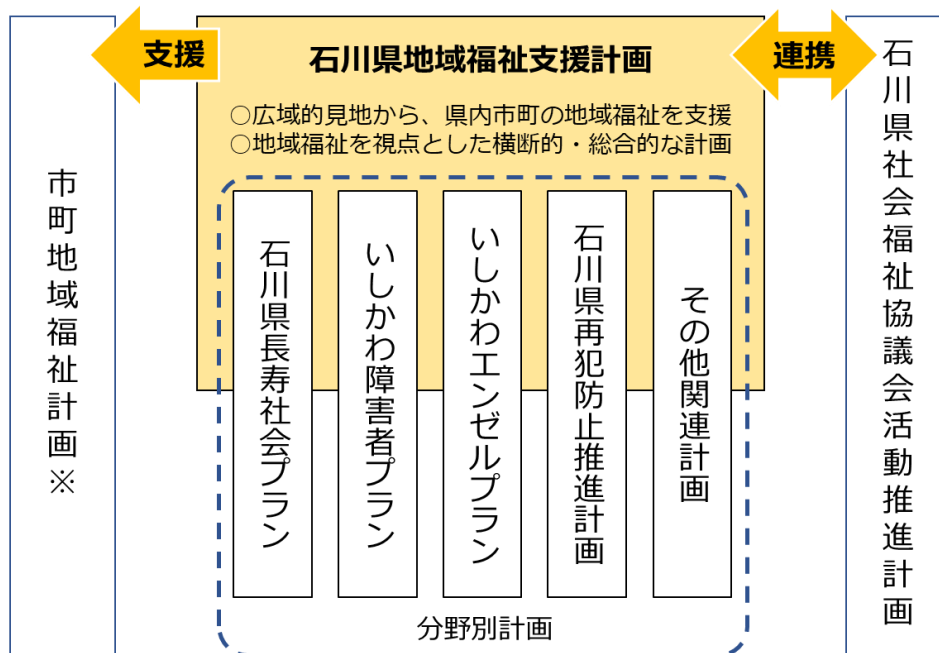 支援
石川県地域福祉支援計画
連携
○広域的見地から、県内市町の地域福祉を支援
○地域福祉を視点とした横断的・総合的な計画
市町地域福祉計画※
石川県長寿社会プラン
いしかわ障害者プラン
いしかわエンゼルプラン
石川県再犯防止推進計画
その他関連計画
分野別計画
石川県社会福祉協議会活動推進計画